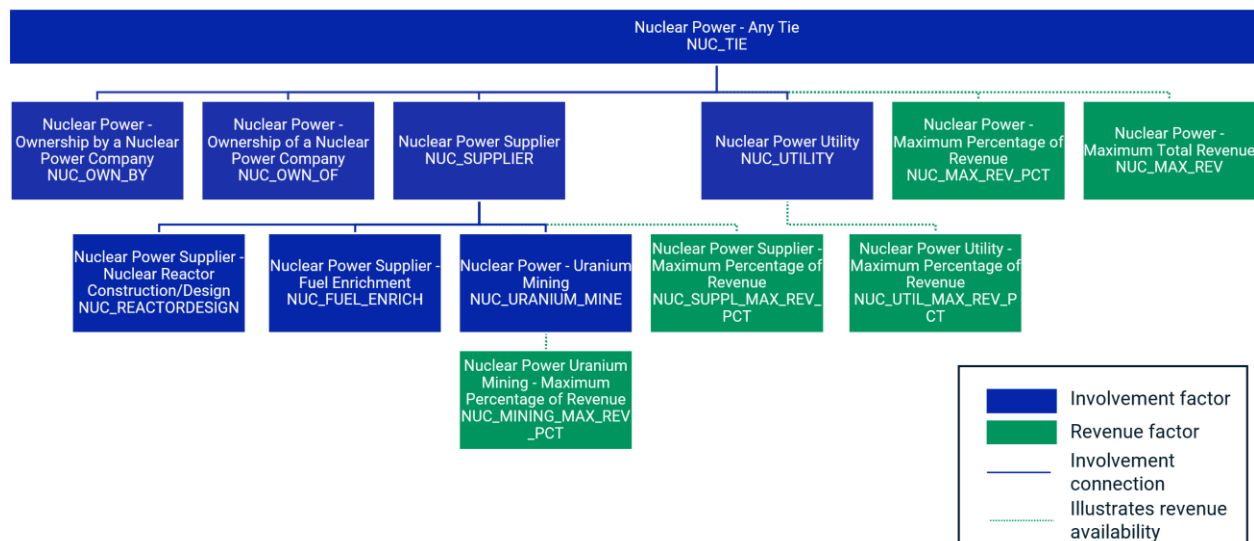 Nuclear Power - Any Tie
NUC_TIE
Nuclear Power -
Ownership by a Nuclear
Power Company
NUC_OWN_BY
Nuclear Power -
Ownership of a Nuclear
Power Company
NUC_OWN_OF
Nuclear Power Supplier
NUC_SUPPLIER
Nuclear Power Utility
NUC_UTILITY
Nuclear Power -
Maximum Percentage of
Revenue
NUC_MAX_REV_PCT
Nuclear Power -
Maximum Total Revenue
NUC_MAX_REV
Nuclear Power Supplier -
Nuclear Reactor
Construction/Design
NUC_REACTORDESIGN
Nuclear Power Supplier -
Fuel Enrichment
NUC_FUEL_ENRICH
Nuclear Power - Uranium
Mining
NUC_URANIUM_MINE
Nuclear Power Supplier -
Maximum Percentage of
Revenue
NUC_SUPPL_MAX_REV_
PCT
Nuclear Power Utility -
Maximum Percentage of
Revenue
NUC_UTIL_MAX_REV_P
CT
Nuclear Power Uranium
Mining - Maximum
Percentage of Revenue
NUC_MINING_MAX_REV
_PCT
Involvement factor
Revenue factor
Involvement
connection
Illustrates revenue
availability